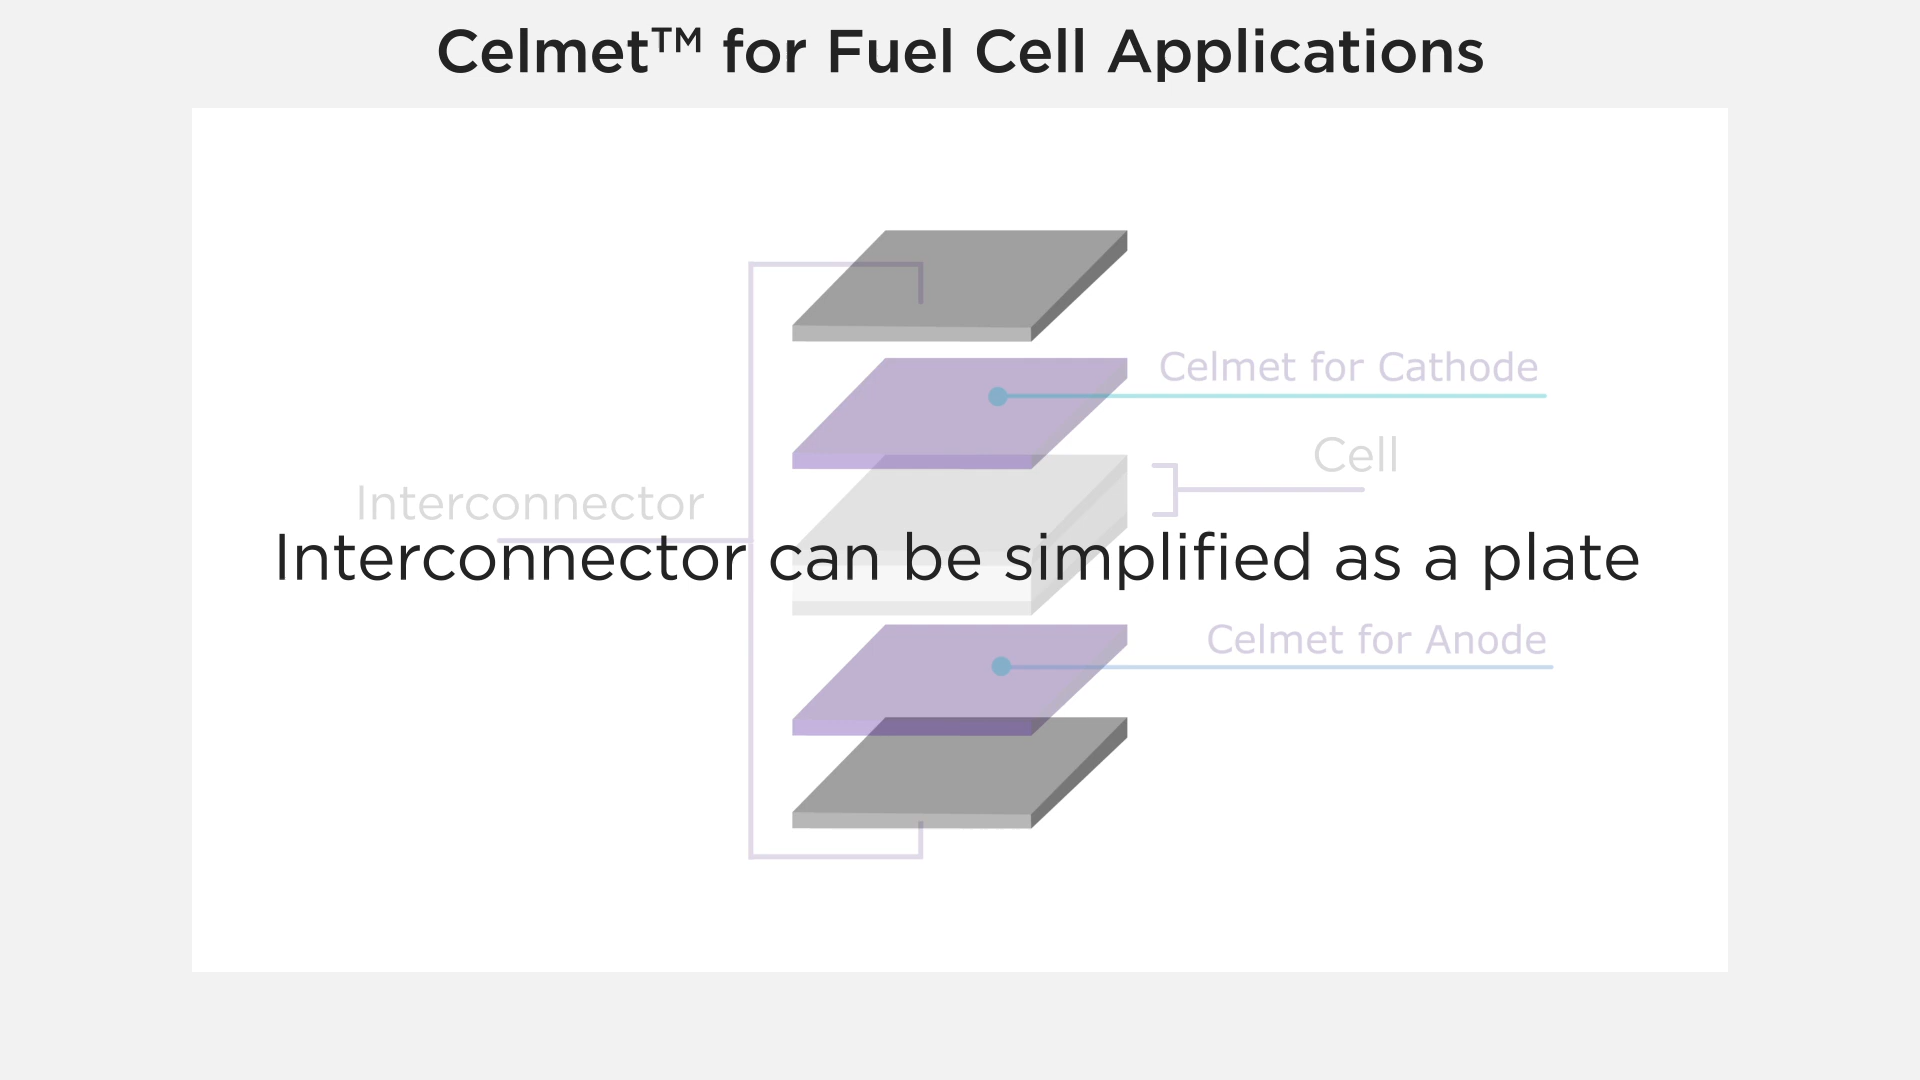 Celmet™ for Fuel Cell Applications
Celmet for Cathode
Cell
Interconnector
Interconnector can be simplified as a plate
Celmet for Anode